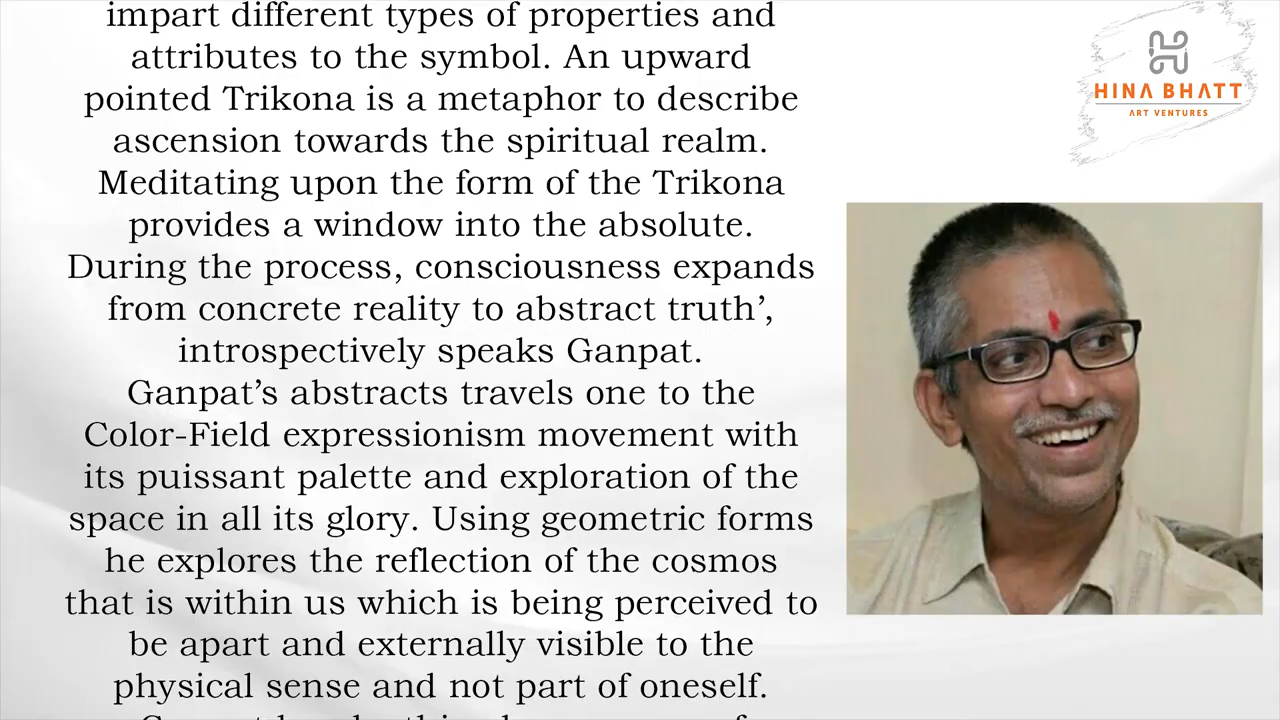 impart different types of properties and
attributes to the symbol. An upward
pointed Trikona is a metaphor to describe
ascension towards the spiritual realm.
Meditating upon the form of the Trikona
provides a window into the absolute.
During the process, consciousness expands
from concrete reality to abstract truth’,
introspectively speaks Ganpat.
Ganpat’s abstracts travels one to the
Color-Field expressionism movement with
its puissant palette and exploration of the
space in all its glory. Using geometric forms
he explores the reflection of the cosmos
that is within us which is being perceived to
be apart and externally visible to the
physical sense and not part of oneself.
HINA BHATT
ART VENTURES